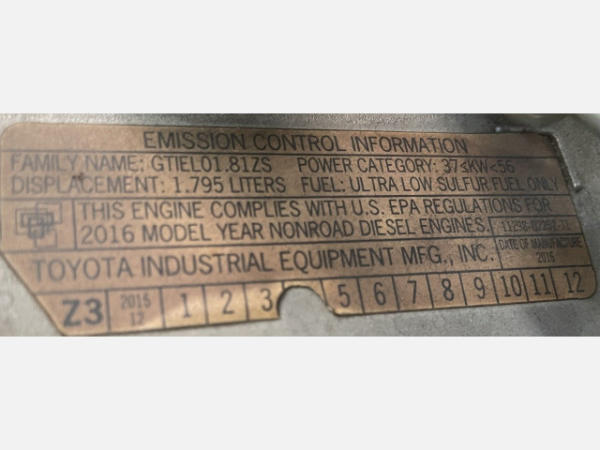 EMISSION CONTROL INFORMATION
FAMILY NAME: GTIEL01.81ZS POWER CATEGORY: 37≤KW<56
DISPLACEMENT: 1.795 LITERS FUEL: ULTRA LOW SULFUR FUEL ONLY
THIS ENGINE COMPLIES WITH U.S. EPA REGULATIONS FOR
2016 MODEL YEAR NONROAD DIESEL ENGINES.
TOYOTA INDUSTRIAL EQUIPMENT MFG., INC. DATE OF MANUFACTURE
2016
Z3 2015 12 1 2 3 5 6 7 8 9 10 11 12